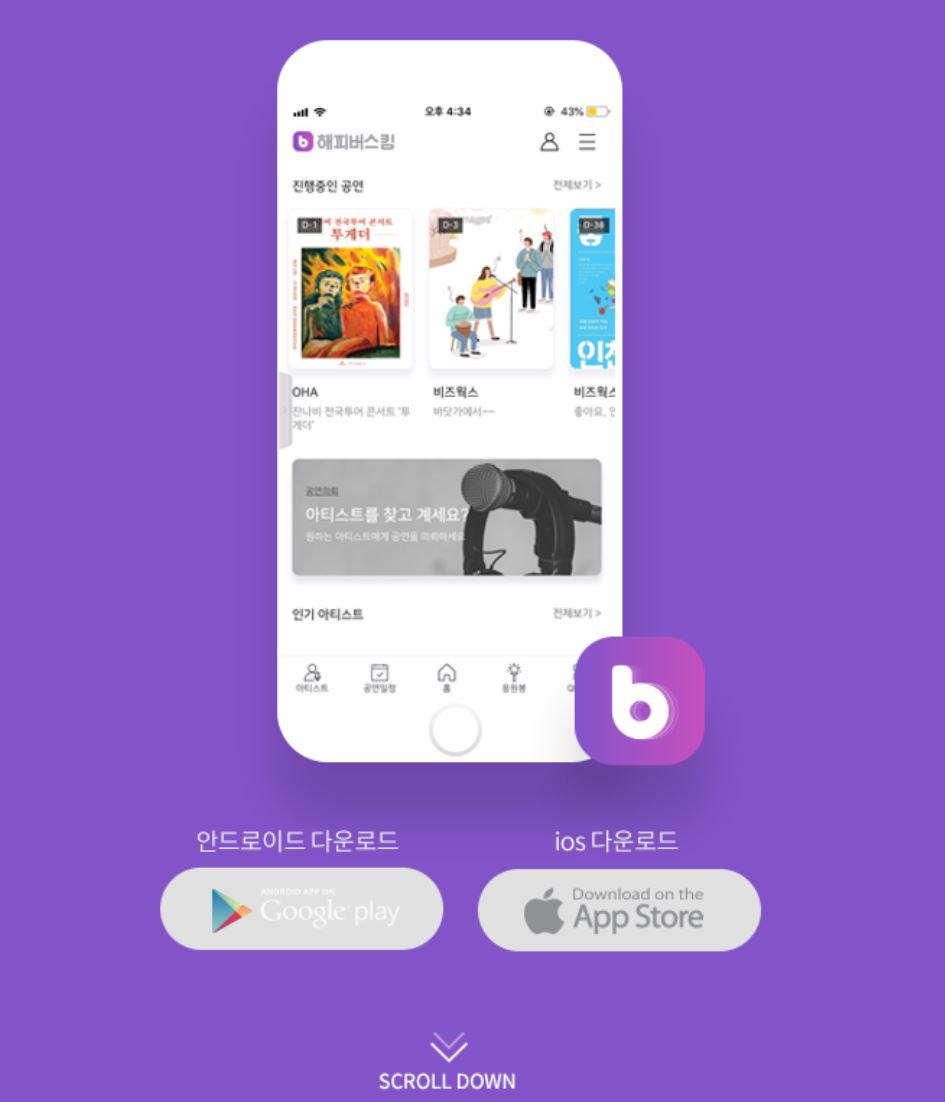 오후 4:34
43%
b 해피버스킹
진행중인 공연
전체보기 >
D-1
D-3
D-38
전국투어 콘서트
투게더
OHA
비즈웍스
비즈웍스
잔나비 전국투어 콘서트 '투
게더'
바닷가에서~~
좋아요,
공연의뢰
아티스트를 찾고 계세요?
원하는 아티스트에게 공연을 의뢰하세요
인기 아티스트
전체보기 >
아티스트
공연일정
홈
응원봉
b
안드로이드 다운로드
ios 다운로드
ANDROID APP ON
Google play
Download on the
App Store
SCROLL DOWN